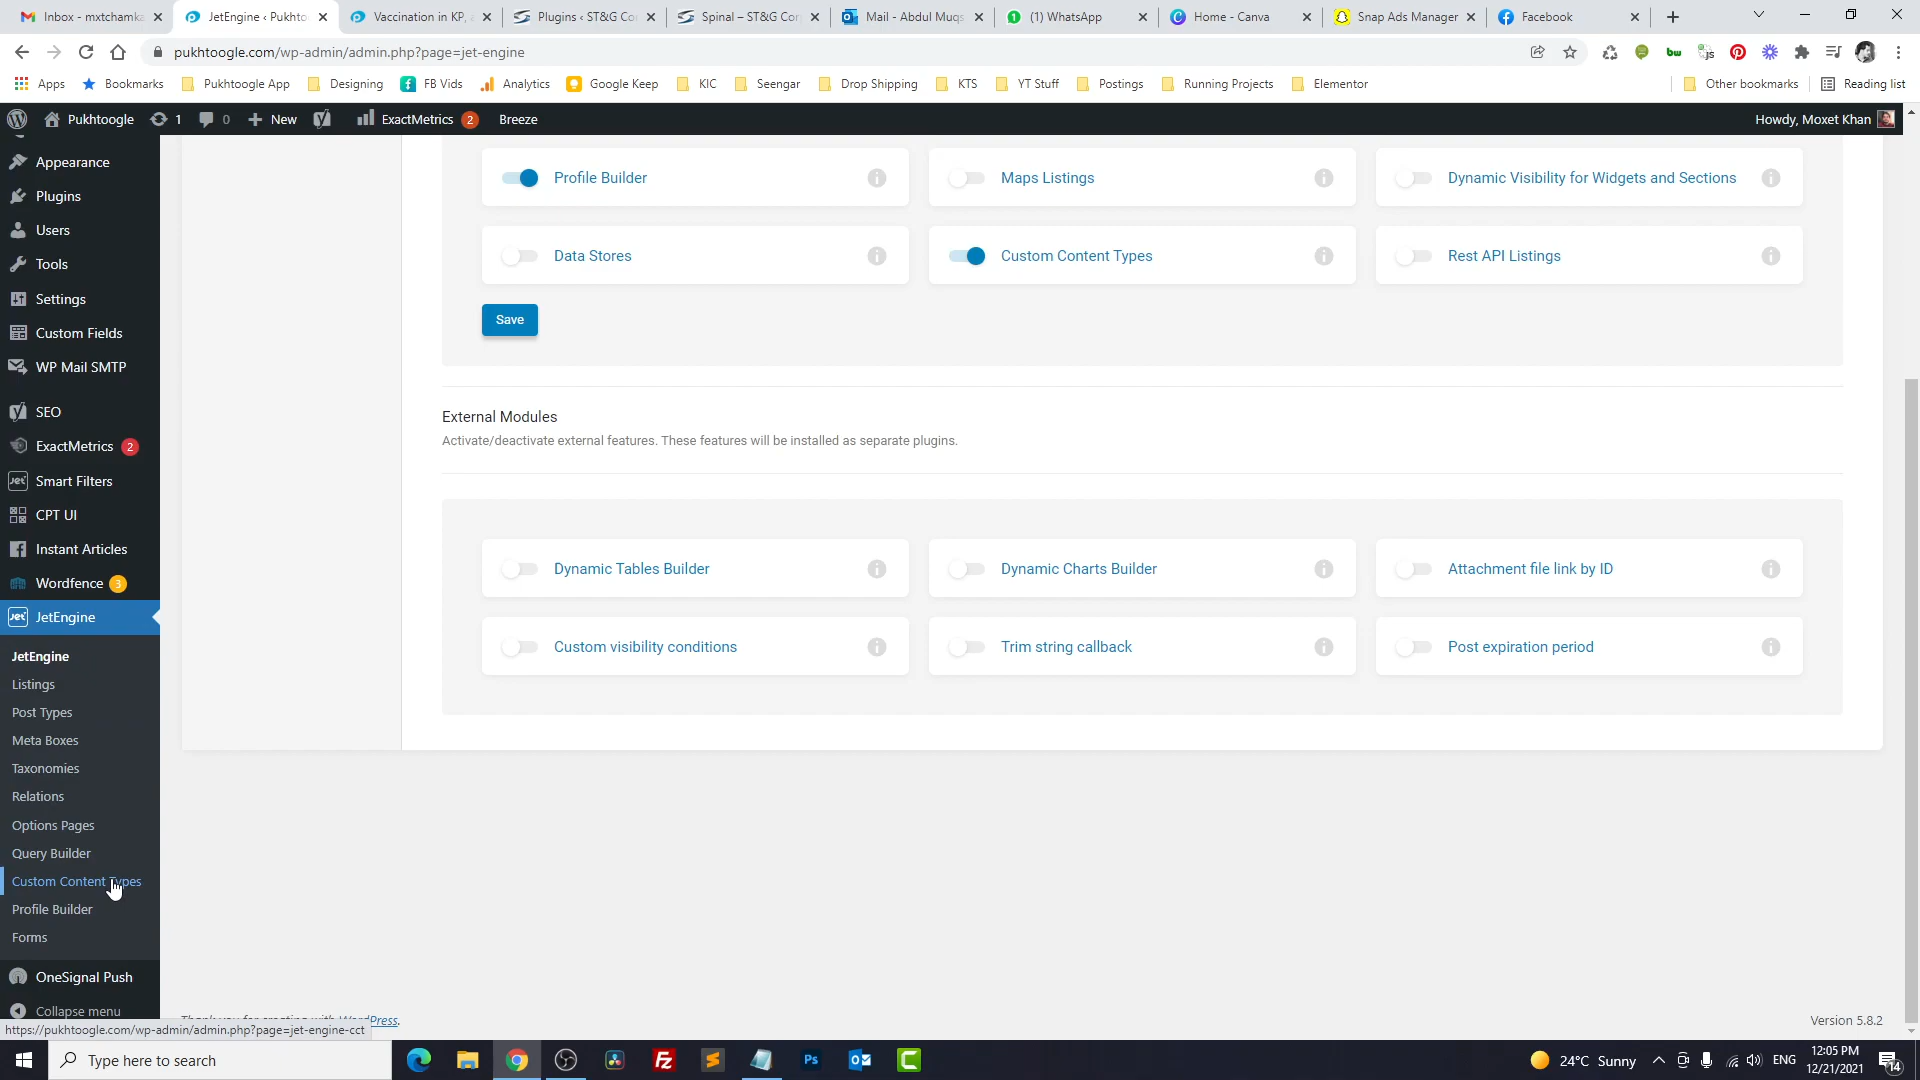 Inbox - mxtchamka
JetEngine ‹ Pukhto
Vaccination in KP, a
Plugins ‹ ST&G Co
Spinal – ST&G Cor
Mail - Abdul Muqs
(1) WhatsApp
Home - Canva
Snap Ads Manager
Facebook
pukhtoogle.com/wp-admin/admin.php?page=jet-engine
Apps
Bookmarks
Pukhtoogle App
Designing
FB Vids
Analytics
Google Keep
KIC
Seengar
Drop Shipping
KTS
YT Stuff
Postings
Running Projects
Elementor
Other bookmarks
Reading list
Pukhtoogle
1
0
New
ExactMetrics 2
Breeze
Howdy, Moxet Khan
Appearance
Plugins
Users
Tools
Settings
Custom Fields
WP Mail SMTP
SEO
ExactMetrics 2
Smart Filters
CPT UI
Instant Articles
Wordfence 3
JetEngine
JetEngine
Listings
Post Types
Meta Boxes
Taxonomies
Relations
Options Pages
Query Builder
Custom Content Types
Profile Builder
Forms
OneSignal Push
Collapse menu
Profile Builder
Maps Listings
Dynamic Visibility for Widgets and Sections
Data Stores
Custom Content Types
Rest API Listings
Save
External Modules
Activate/deactivate external features. These features will be installed as separate plugins.
Dynamic Tables Builder
Dynamic Charts Builder
Attachment file link by ID
Custom visibility conditions
Trim string callback
Post expiration period
Thank you for creating with WordPress.
Version 5.8.2
https://pukhtoogle.com/wp-admin/admin.php?page=jet-engine-cct
Type here to search
24°C Sunny
ENG
12:05 PM
12/21/2021
14